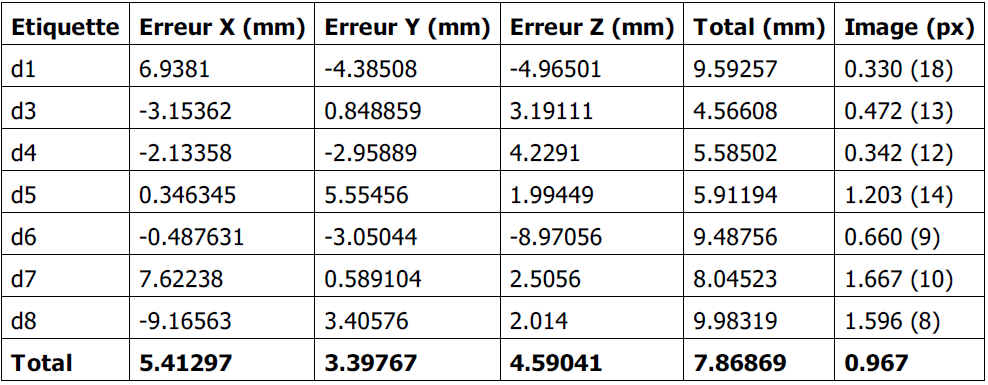 Etiquette Erreur X (mm) Erreur Y (mm) Erreur Z (mm) Total (mm) Image (px)
d1 6.9381 -4.38508 -4.96501 9.59257 0.330 (18)
d3 -3.15362 0.848859 3.19111 4.56608 0.472 (13)
d4 -2.13358 -2.95889 4.2291 5.58502 0.342 (12)
d5 0.346345 5.55456 1.99449 5.91194 1.203 (14)
d6 -0.487631 -3.05044 -8.97056 9.48756 0.660 (9)
d7 7.62238 0.589104 2.5056 8.04523 1.667 (10)
d8 -9.16563 3.40576 2.014 9.98319 1.596 (8)
Total 5.41297 3.39767 4.59041 7.86869 0.967